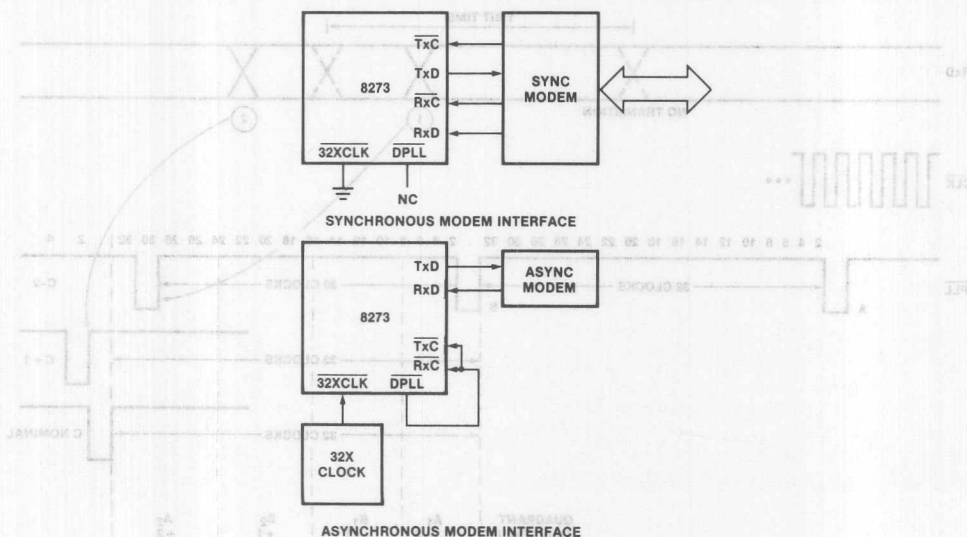 TxC
TxD
8273
RxC
RxD
32XCLK DPLL
SYNC
MODEM
NC
SYNCHRONOUS MODEM INTERFACE
TxD
RxD
ASYNC
MODEM
8273
TxC
RxC
32XCLK DPLL
32X
CLOCK
ASYNCHRONOUS MODEM INTERFACE